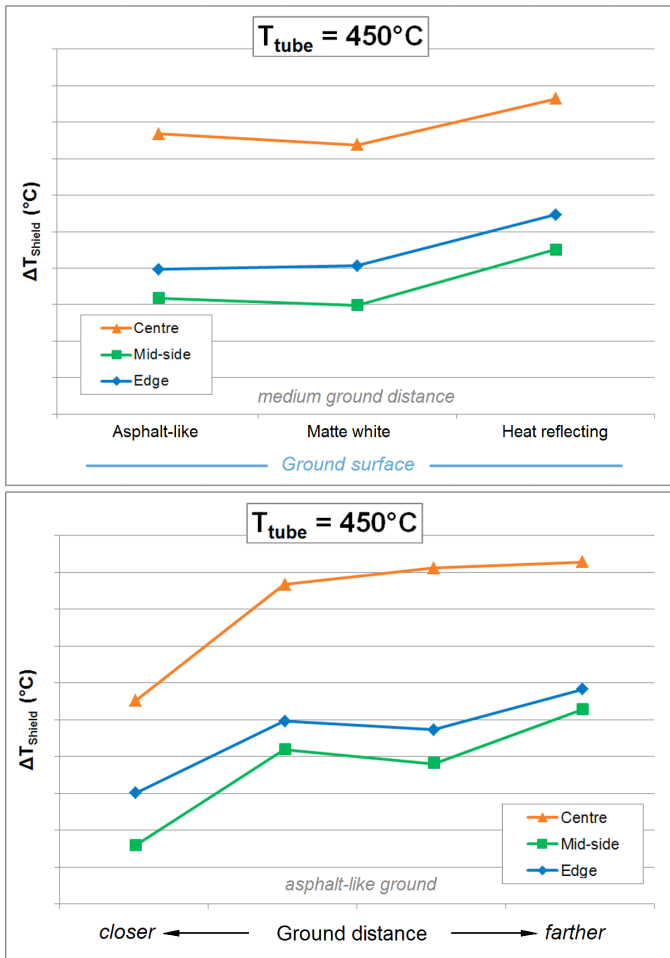 T_tube = 450°C
ΔT_Shield (°C)
Centre
Mid-side
Edge
medium ground distance
Asphalt-like Matte white Heat reflecting
Ground surface
T_tube = 450°C
ΔT_Shield (°C)
Centre
Mid-side
Edge
asphalt-like ground
closer Ground distance farther